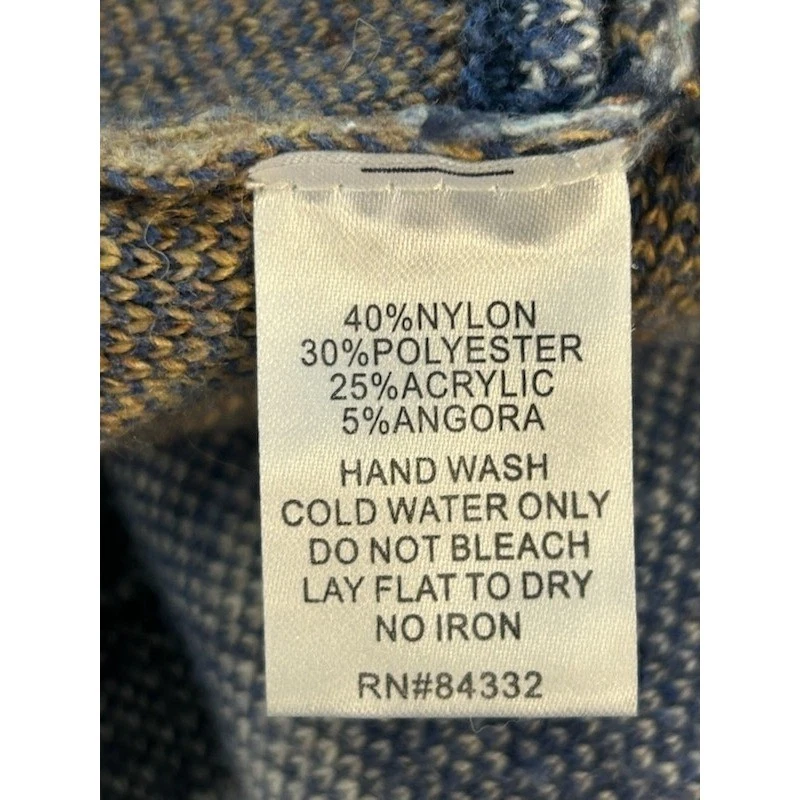 40%NYLON
30%POLYESTER
25%ACRYLIC
5%ANGORA
HAND WASH
COLD WATER ONLY
DO NOT BLEACH
LAY FLAT TO DRY
NO IRON
RN#84332